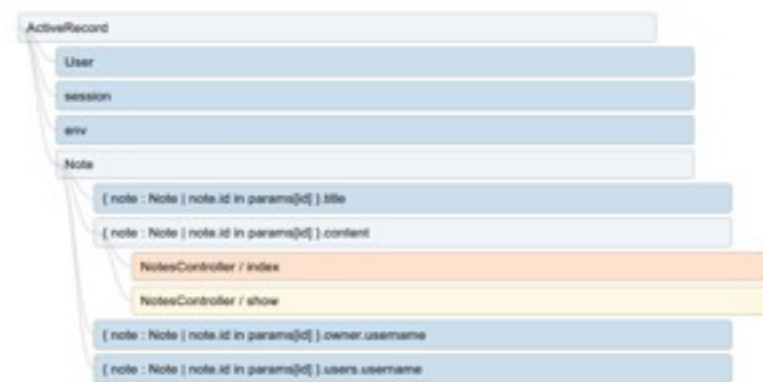 ActiveRecord
User
session
env
Note
{ note : Note | note.id in params[id] }.title
{ note : Note | note.id in params[id] }.content
NotesController / index
NotesController / show
{ note : Note | note.id in params[id] }.owner.username
{ note : Note | note.id in params[id] }.users.username